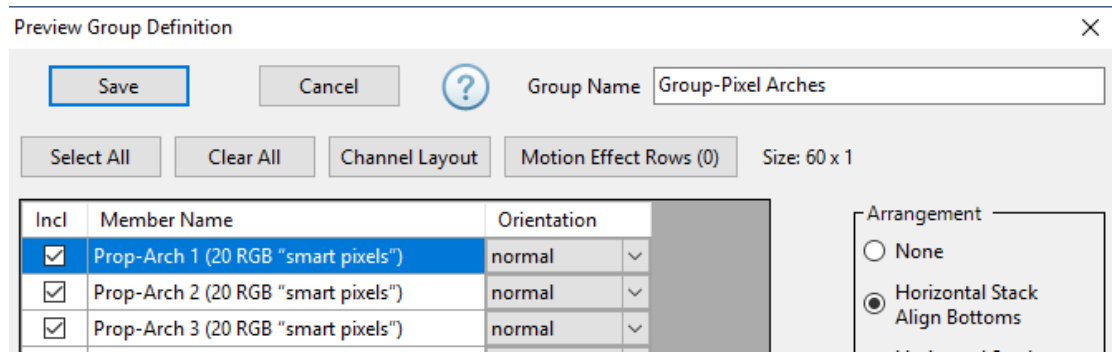 Preview Group Definition
Save Cancel ? Group Name Group-Pixel Arches
Select All Clear All Channel Layout Motion Effect Rows (0) Size: 60 x 1
Incl Member Name Orientation
Prop-Arch 1 (20 RGB “smart pixels”) normal
Prop-Arch 2 (20 RGB “smart pixels”) normal
Prop-Arch 3 (20 RGB “smart pixels”) normal
Arrangement
None
Horizontal Stack
Align Bottoms